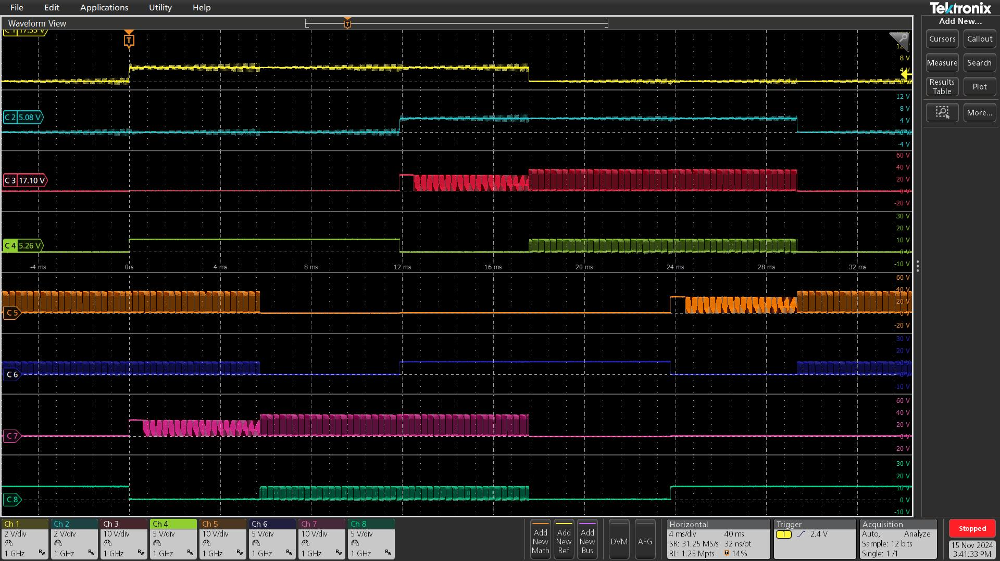 File Edit Applications Utility Help
Tektronix
Waveform View
Add New...
Cursors Callout
Measure Search
Results Table Plot
More...
C 1 17.33 V
T
T
8 V
4 V
C 2 5.08 V
12 V
8 V
4 V
-4 V
C 3 17.10 V
60 V
40 V
20 V
0 V
-20 V
C 4 5.26 V
30 V
20 V
10 V
0 V
-10 V
-4 ms 0 s 4 ms 8 ms 12 ms 16 ms 20 ms 24 ms 28 ms 32 ms
C 5
60 V
40 V
20 V
0 V
-20 V
C 6
30 V
20 V
10 V
0 V
-10 V
C 7
60 V
40 V
20 V
0 V
-20 V
C 8
30 V
20 V
10 V
0 V
-10 V
Ch 1 Ch 2 Ch 3 Ch 4 Ch 5 Ch 6 Ch 7 Ch 8
2 V/div 2 V/div 10 V/div 5 V/div 10 V/div 5 V/div 10 V/div 5 V/div
1 GHz Bw 1 GHz Bw 1 GHz Bw 1 GHz Bw 1 GHz Bw 1 GHz Bw 1 GHz Bw 1 GHz Bw
Add New Math
Add New Ref
Add New Bus
DVM
AFG
Horizontal
4 ms/div 40 ms
SR: 31.25 MS/s 32 ns/pt
RL: 1.25 Mpts T 14%
Trigger
1 2.4 V
Acquisition
Auto, Analyze
Sample: 12 bits
Single: 1 /1
Stopped
15 Nov 2024
3:41:33 PM